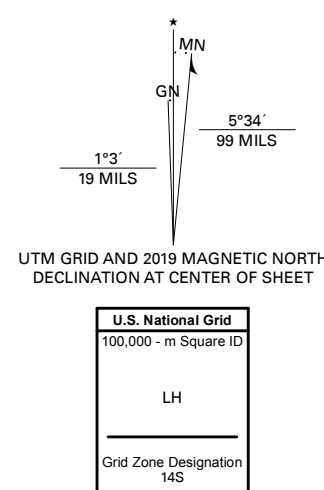 ★
MN
GN
5°34´
99 MILS
1°3´
19 MILS
UTM GRID AND 2019 MAGNETIC NORTH
DECLINATION AT CENTER OF SHEET
U.S. National Grid
100,000 - m Square ID
LH
Grid Zone Designation
14S